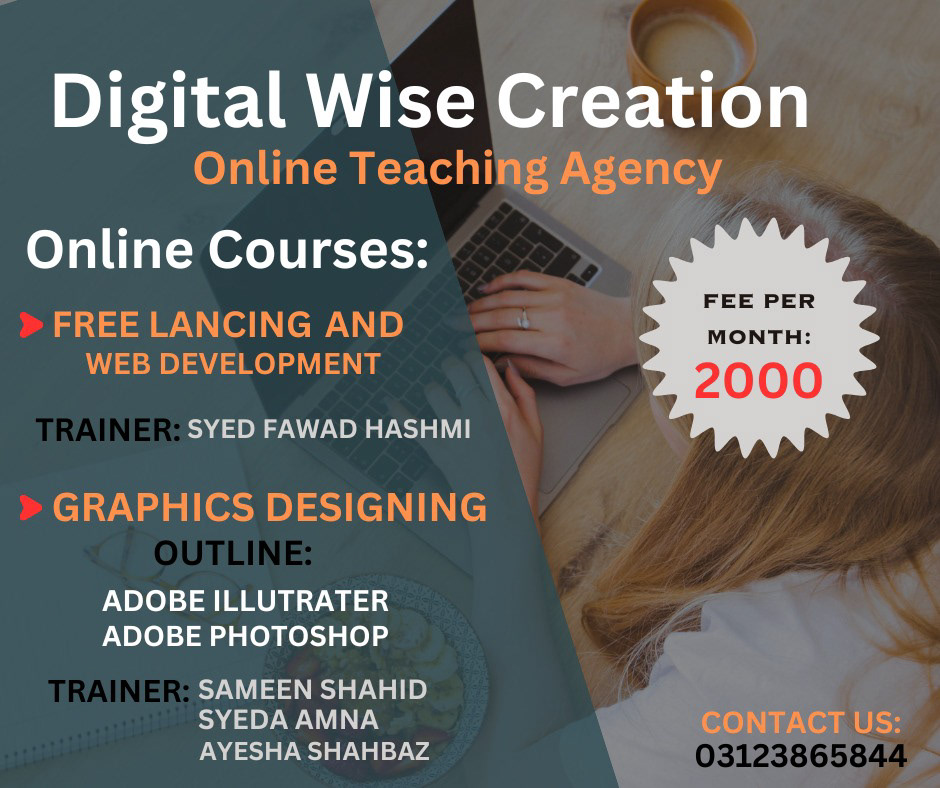 Digital Wise Creation
Online Teaching Agency
Online Courses:
FREE LANCING AND
WEB DEVELOPMENT
TRAINER: SYED FAWAD HASHMI
GRAPHICS DESIGNING
OUTLINE:
ADOBE ILLUTRATER
ADOBE PHOTOSHOP
TRAINER: SAMEEN SHAHID
SYEDA AMNA
AYESHA SHAHBAZ
FEE PER
MONTH:
2000
CONTACT US:
03123865844